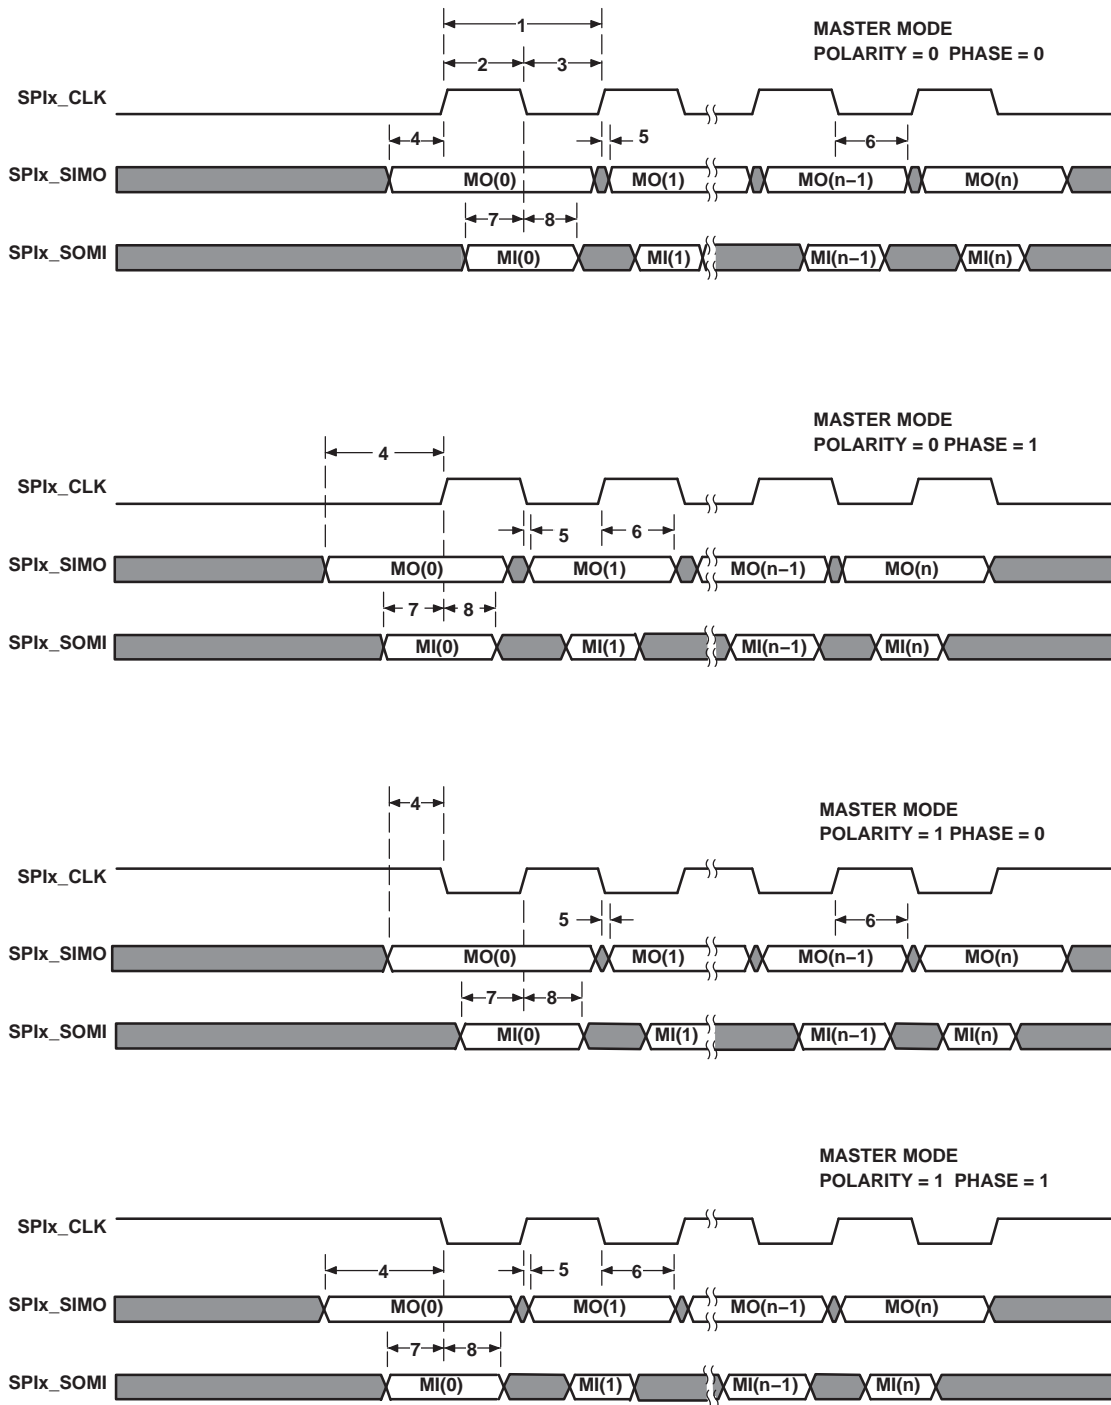 1
MASTER MODE
POLARITY = 0 PHASE = 0
2
3
SPIx_CLK
4
5
6
SPIx_SIMO
MO(0)
MO(1)
MO(n−1)
MO(n)
7
8
SPIx_SOMI
MI(0)
MI(1)
MI(n−1)
MI(n)
MASTER MODE
POLARITY = 0 PHASE = 1
4
SPIx_CLK
5
6
SPIx_SIMO
MO(0)
MO(1)
MO(n−1)
MO(n)
7
8
SPIx_SOMI
MI(0)
MI(1)
MI(n−1)
MI(n)
4
MASTER MODE
POLARITY = 1 PHASE = 0
SPIx_CLK
5
6
SPIx_SIMO
MO(0)
MO(1)
MO(n−1)
MO(n)
7
8
SPIx_SOMI
MI(0)
MI(1)
MI(n−1)
MI(n)
MASTER MODE
POLARITY = 1 PHASE = 1
SPIx_CLK
4
5
6
SPIx_SIMO
MO(0)
MO(1)
MO(n−1)
MO(n)
7
8
SPIx_SOMI
MI(0)
MI(1)
MI(n−1)
MI(n)